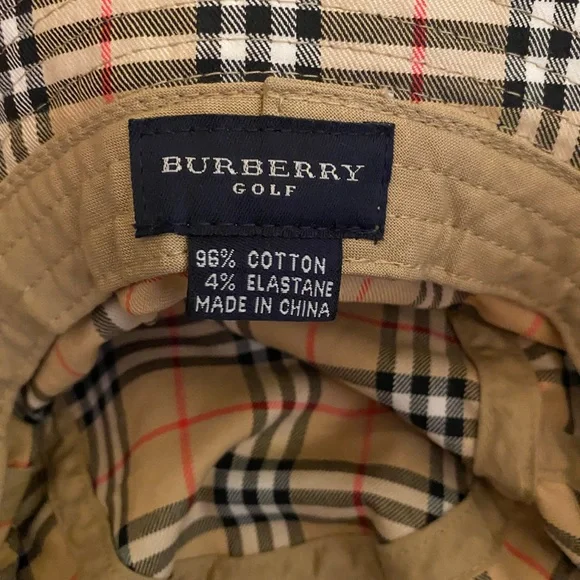 BURBERRY
GOLF
96% COTTON
4% ELASTANE
MADE IN CHINA